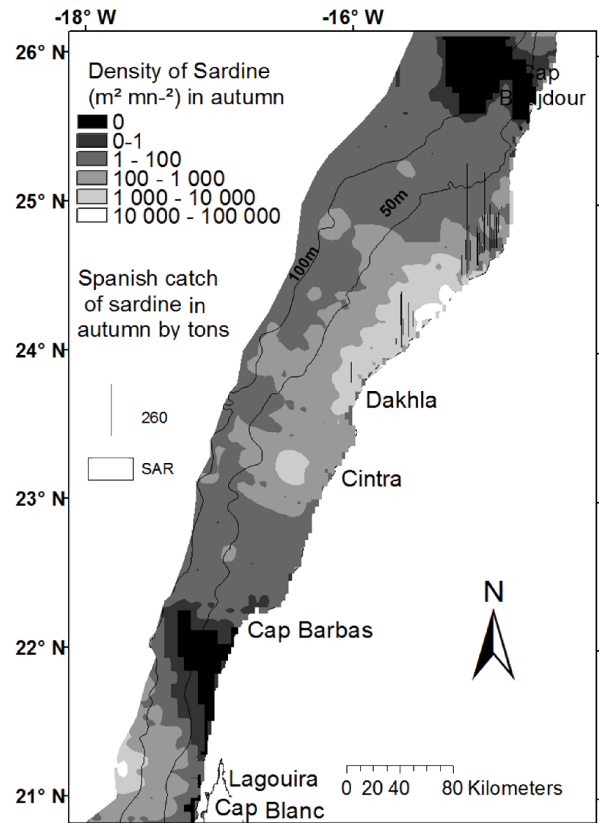 -18° W
-16° W
26° N
Density of Sardine
(m² mn-²) in autumn
0
0-1
1 - 100
100 - 1 000
1 000 - 10 000
10 000 - 100 000
Cap
25° N
50m
100m
Spanish catch
of sardine in
autumn by tons
260
SAR
24° N
Dakhla
Cintra
23° N
N
22° N
Cap Barbas
21° N
Lagouira
Cap Blanc
0 20 40 80 Kilometers